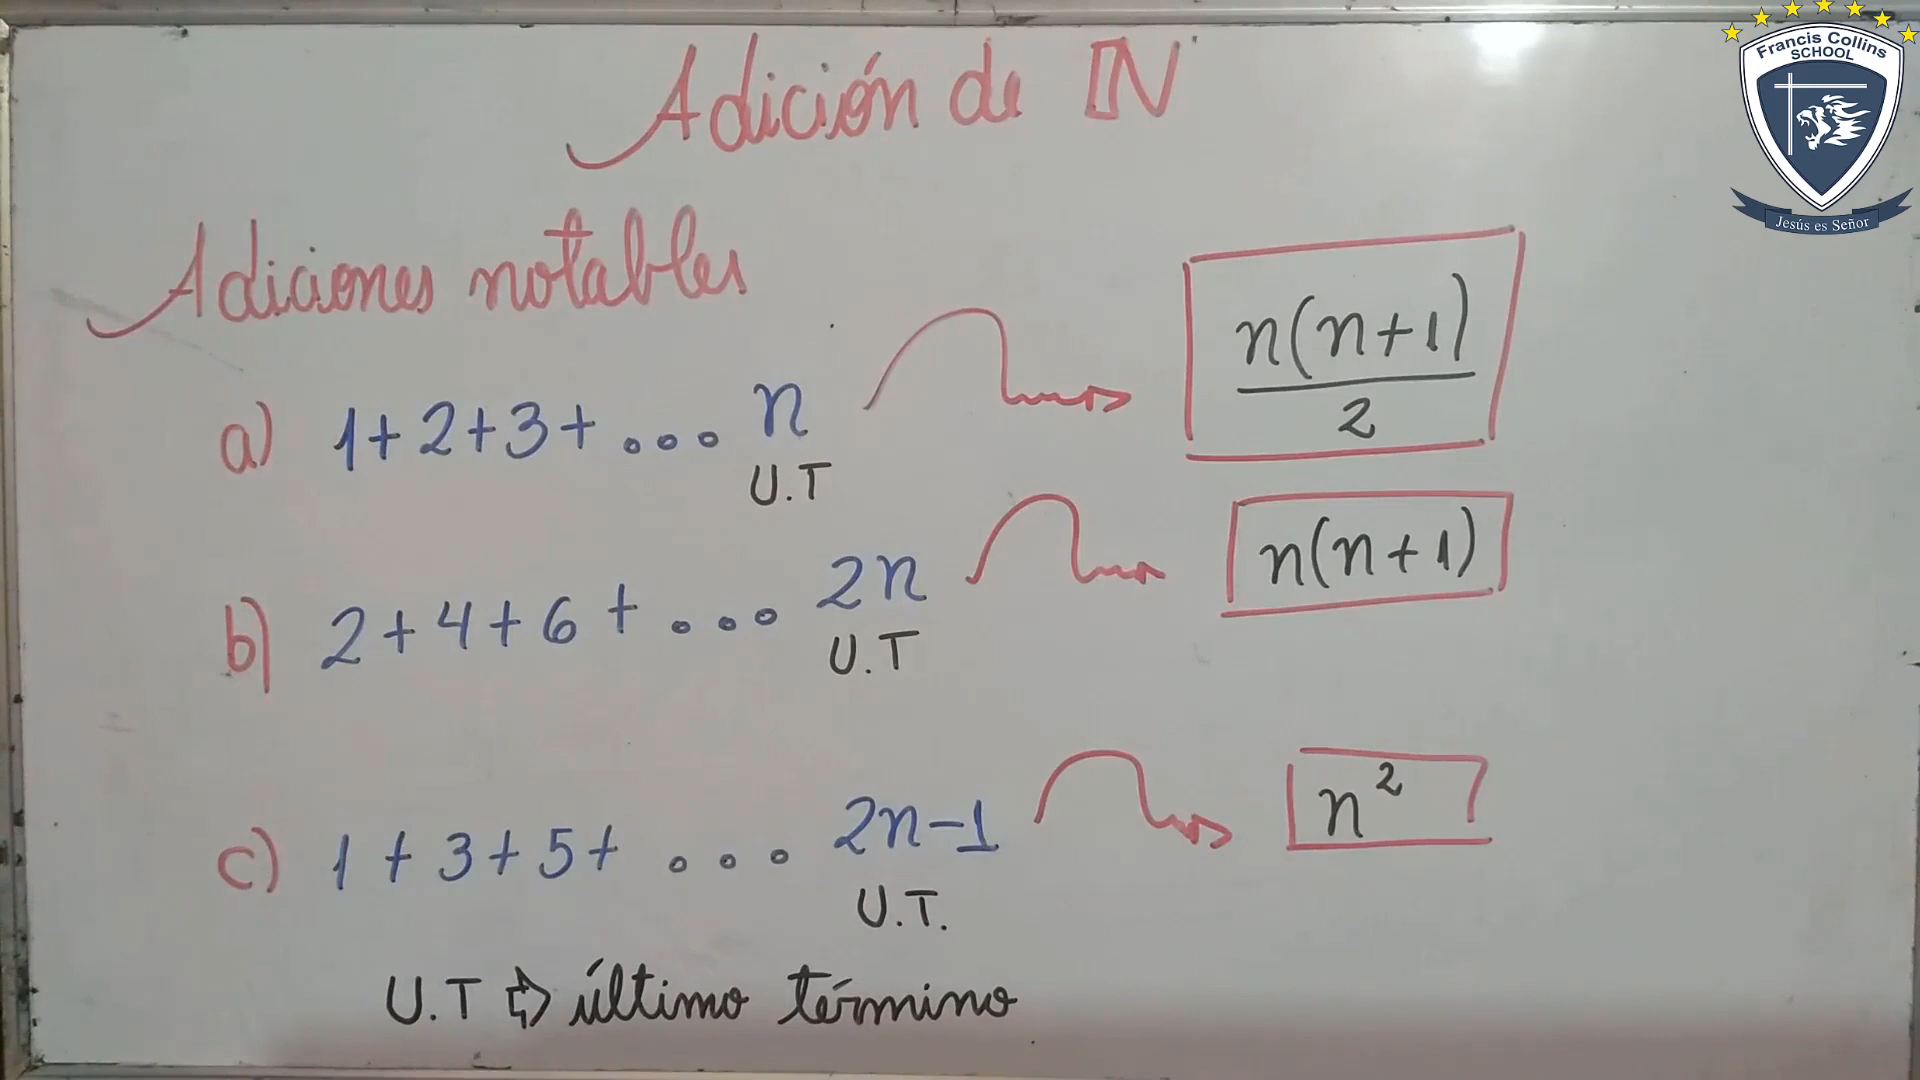 Francis Collins
SCHOOL
Jesús es Señor
Adición de ℕ
Adiciones notables
a) 1+2+3+ ... n
U.T
n(n+1)
2
b) 2+4+6+ ... 2n
U.T
n(n+1)
c) 1+3+5+ ... 2n-1
U.T.
n²
U.T ⇨ último término